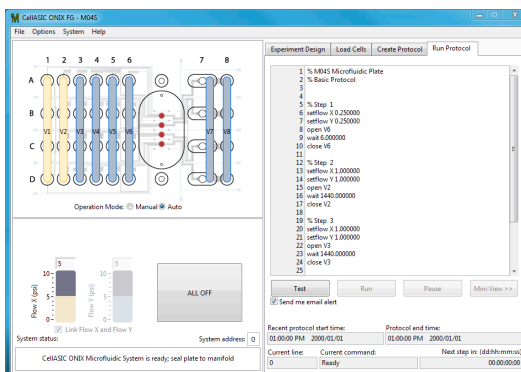 CellASIC ONIX FG - M04S
File Options System Help
1 2 3 4 5 6 7 8
A
B
C
D
V1 V2 V3 V4 V5 V6 V7 V8
Operation Mode: Manual Auto
5 5
10 10
5 5
0 0
Flow X (psi) Flow Y (psi)
ALL OFF
Link Flow X and Flow Y
System status: System address: 0
CellASIC ONIX Microfluidic System is ready; seal plate to manifold
Experiment Design Load Cells Create Protocol Run Protocol
1 % M04S Microfluidic Plate
2 % Basic Protocol
3
4
5 % Step 1
6 setflow X 0.250000
7 setflow Y 0.250000
8 open V6
9 wait 6.000000
10 close V6
11
12 % Step 2
13 setflow X 1.000000
14 setflow Y 1.000000
15 open V2
16 wait 1440.000000
17 close V2
18
19 % Step 3
20 setflow X 1.000000
21 setflow Y 1.000000
22 open V3
23 wait 1440.000000
24 close V3
25
Test Run Pause Mini View >>
Send me email alert
Recent protocol start time: Protocol end time:
01:00:00 PM 2000/01/01 01:00:00 PM 2000/01/01
Current line: Current command: Next step in: (dd:hh:mm:ss)
0 Ready 00:00:00:00